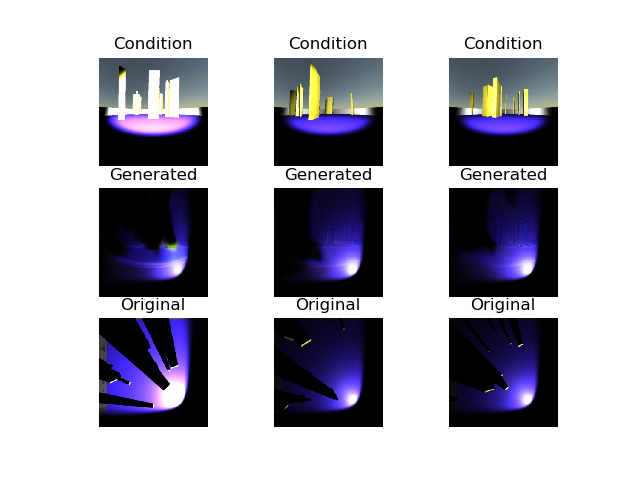 Condition Condition Condition
Generated Generated Generated
Original Original Original